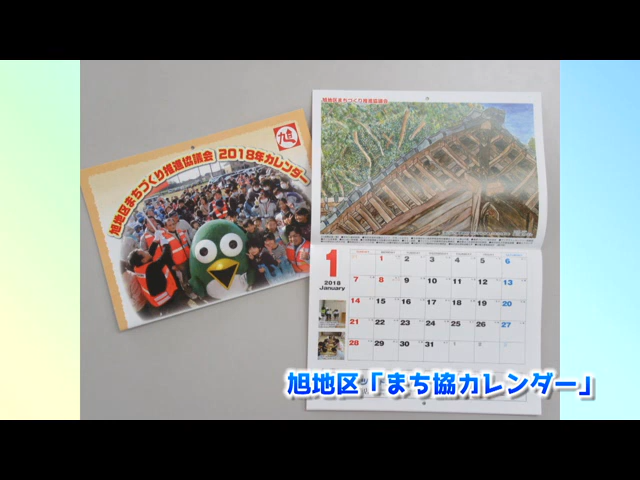 旭
旭地区まちづくり推進協議会 2018年カレンダー
旭地区まちづくり推進協議会
1
2018
January
1 2 3 4 5 6
7 8 9 10 11 12 13
14 15 16 17 18 19 20
21 22 23 24 25 26 27
28 29 30 31
旭地区「まち協カレンダー」